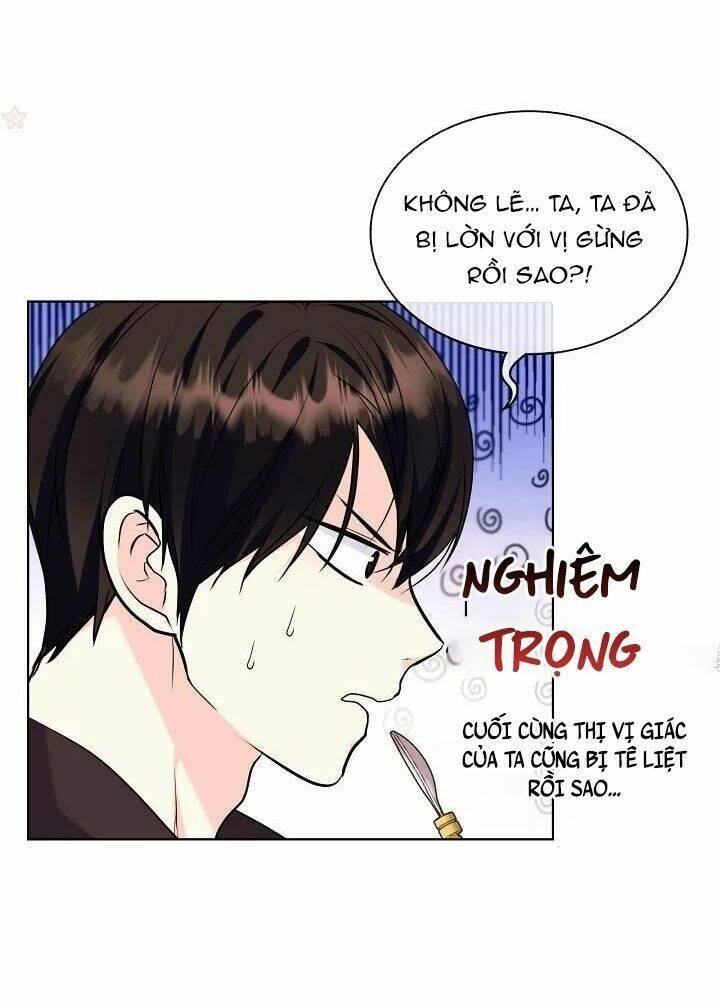 KHÔNG LẼ... TA, TA ĐÃ
BỊ LỜN VỚI VỊ GỪNG
RỒI SAO?!
NGHIÊM
TRỌNG
CUỐI CÙNG THỊ VỊ GIÁC
CỦA TA CŨNG BỊ TÊ LIỆT
RỒI SAO...